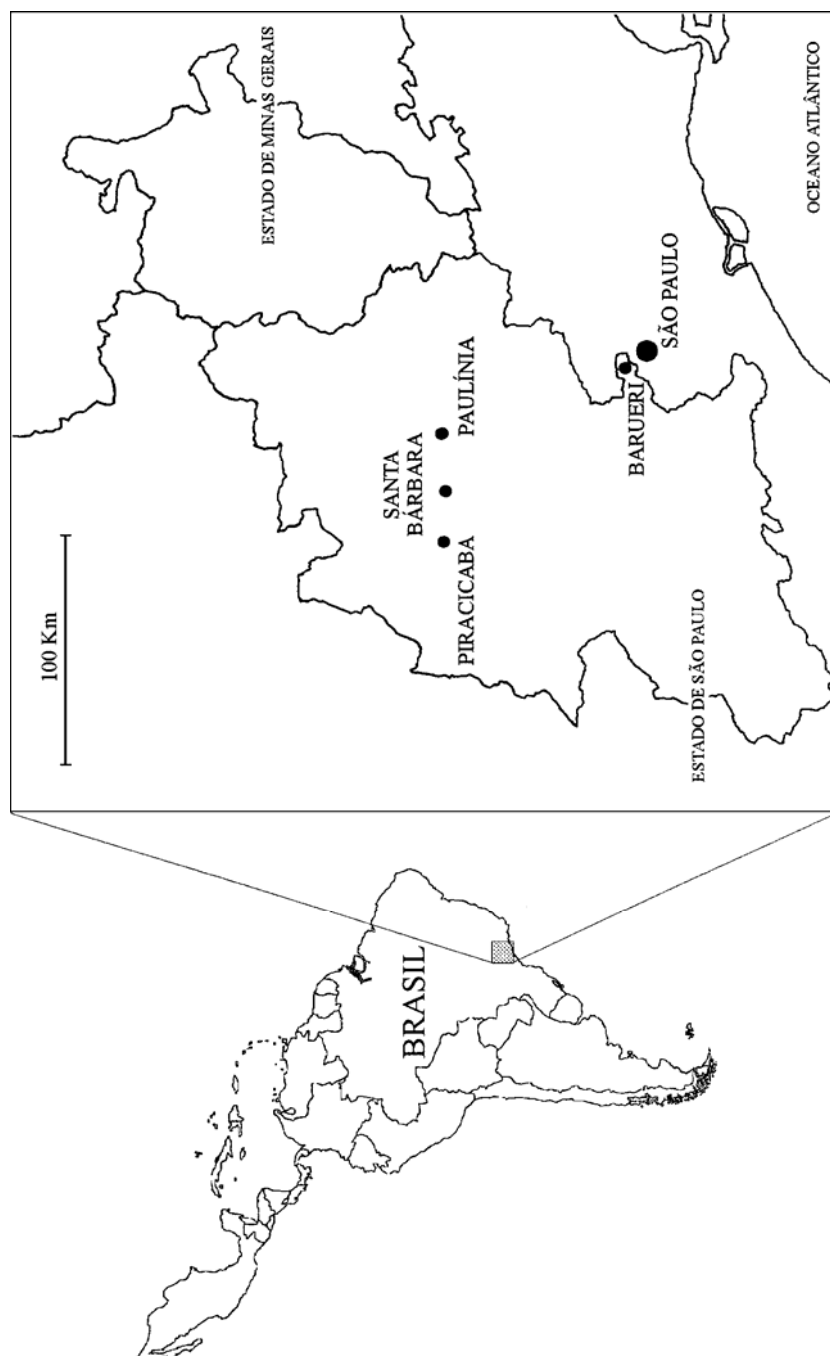 BRASIL
100 Km
ESTADO DE MINAS GERAIS
SANTA
BÁRBARA
PIRACICABA
PAULÍNIA
BARUERI
SÃO PAULO
ESTADO DE SÃO PAULO
OCEANO ATLÂNTICO